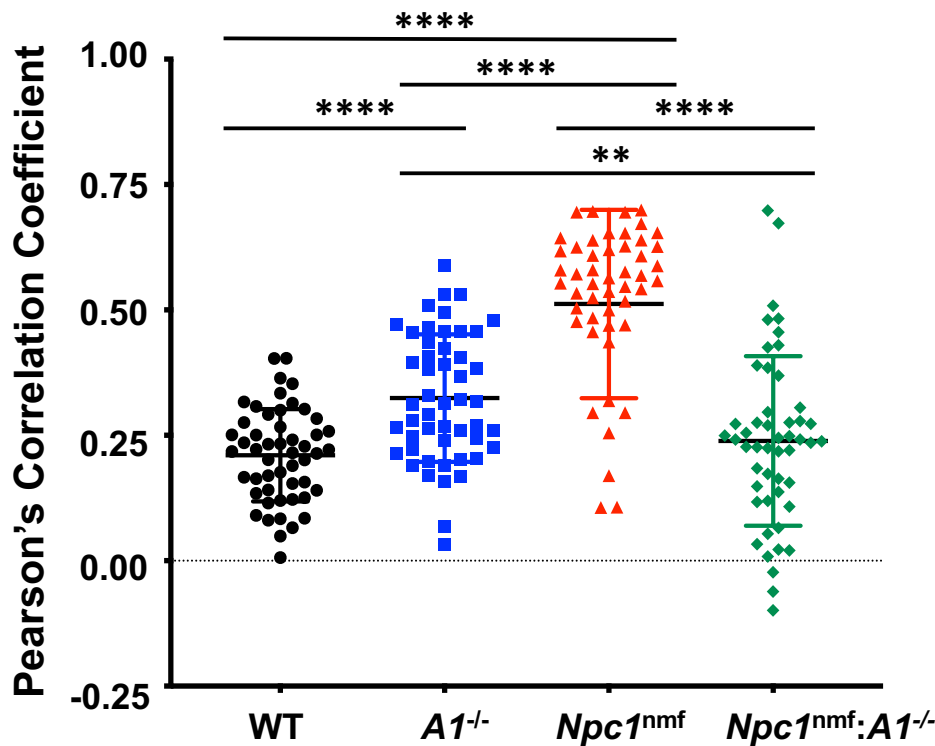 ****
1.00
****
****
****
**
0.75
0.50
0.25
0.00
-0.25
Pearson’s Correlation Coefficient
WT
A1-/-
Npc1nmf
Npc1nmf:A1-/-